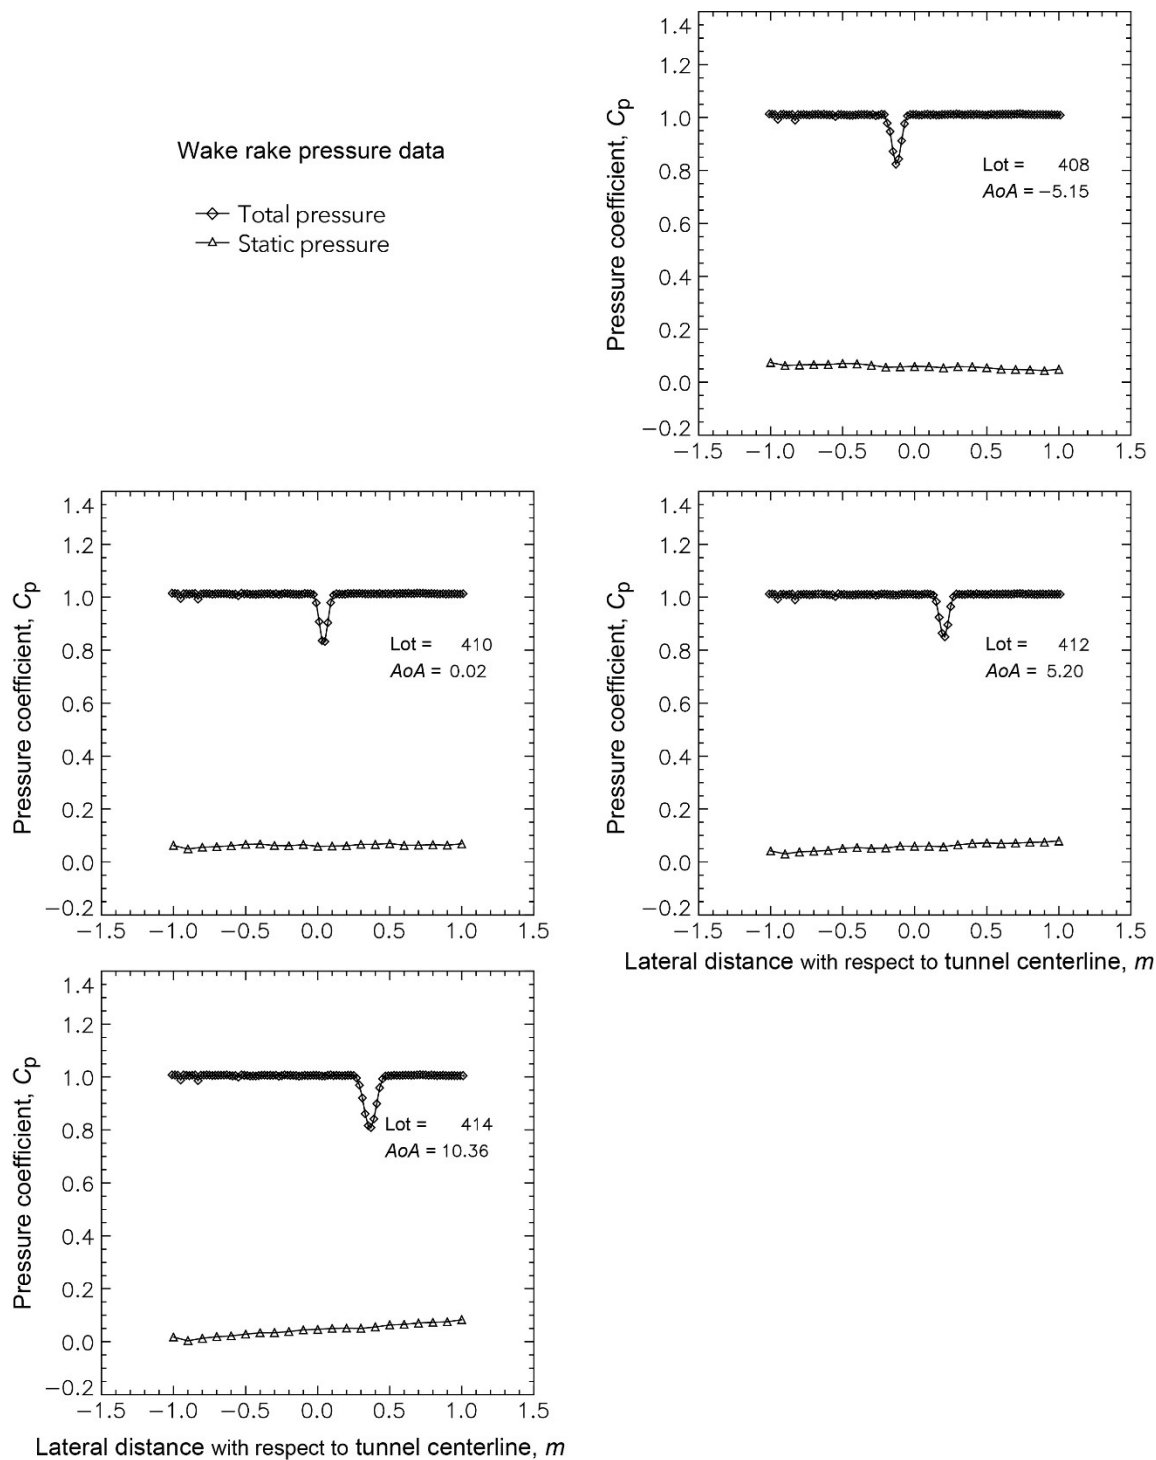 Wake rake pressure data
Total pressure
Static pressure
Pressure coefficient, Cp
1.4
1.2
1.0
0.8
0.6
0.4
0.2
0.0
−0.2
Lot = 408
AoA = −5.15
−1.5 −1.0 −0.5 0.0 0.5 1.0 1.5
Pressure coefficient, Cp
1.4
1.2
1.0
0.8
0.6
0.4
0.2
0.0
−0.2
Lot = 410
AoA = 0.02
−1.5 −1.0 −0.5 0.0 0.5 1.0 1.5
Pressure coefficient, Cp
1.4
1.2
1.0
0.8
0.6
0.4
0.2
0.0
−0.2
Lot = 412
AoA = 5.20
−1.5 −1.0 −0.5 0.0 0.5 1.0 1.5
Lateral distance with respect to tunnel centerline, m
Pressure coefficient, Cp
1.4
1.2
1.0
0.8
0.6
0.4
0.2
0.0
−0.2
Lot = 414
AoA = 10.36
−1.5 −1.0 −0.5 0.0 0.5 1.0 1.5
Lateral distance with respect to tunnel centerline, m